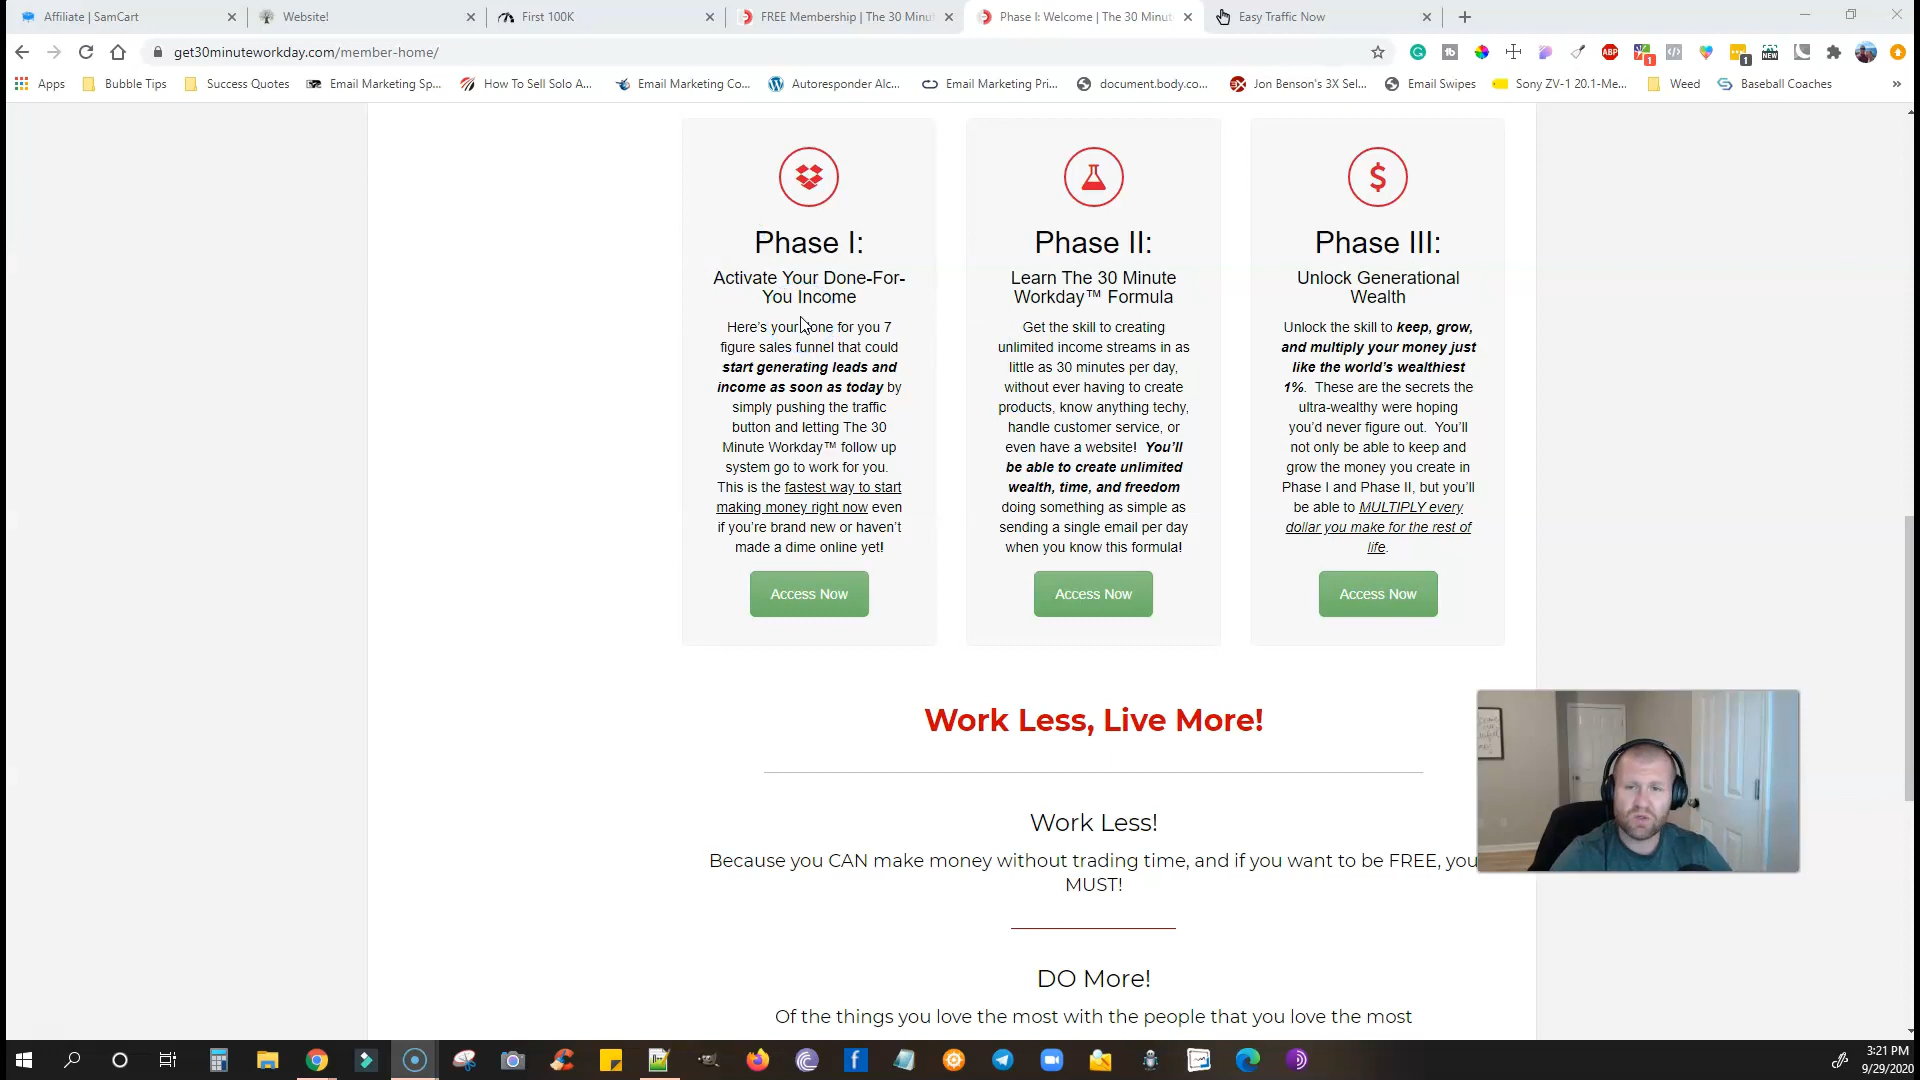 Affiliate | SamCart
Website!
First 100K
FREE Membership | The 30 Minut
Phase I: Welcome | The 30 Minut
Easy Traffic Now
get30minuteworkday.com/member-home/
Apps
Bubble Tips
Success Quotes
Email Marketing Sp...
How To Sell Solo A...
Email Marketing Co...
Autoresponder Alc...
Email Marketing Pri...
document.body.co...
Jon Benson's 3X Sel...
Email Swipes
Sony ZV-1 20.1-Me...
Weed
Baseball Coaches
»
Phase I:
Activate Your Done-For-
You Income
Here's your one for you 7
figure sales funnel that could
start generating leads and
income as soon as today by
simply pushing the traffic
button and letting The 30
Minute Workday™ follow up
system go to work for you.
This is the fastest way to start
making money right now even
if you're brand new or haven't
made a dime online yet!
Access Now
Phase II:
Learn The 30 Minute
Workday™ Formula
Get the skill to creating
unlimited income streams in as
little as 30 minutes per day,
without ever having to create
products, know anything techy,
handle customer service, or
even have a website! You'll
be able to create unlimited
wealth, time, and freedom
doing something as simple as
sending a single email per day
when you know this formula!
Access Now
Phase III:
Unlock Generational
Wealth
Unlock the skill to keep, grow,
and multiply your money just
like the world's wealthiest
1%. These are the secrets the
ultra-wealthy were hoping
you'd never figure out. You'll
not only be able to keep and
grow the money you create in
Phase I and Phase II, but you'll
be able to MULTIPLY every
dollar you make for the rest of
life.
Access Now
Work Less, Live More!
Work Less!
Because you CAN make money without trading time, and if you want to be FREE, you
MUST!
DO More!
Of the things you love the most with the people that you love the most
3:21 PM
9/29/2020